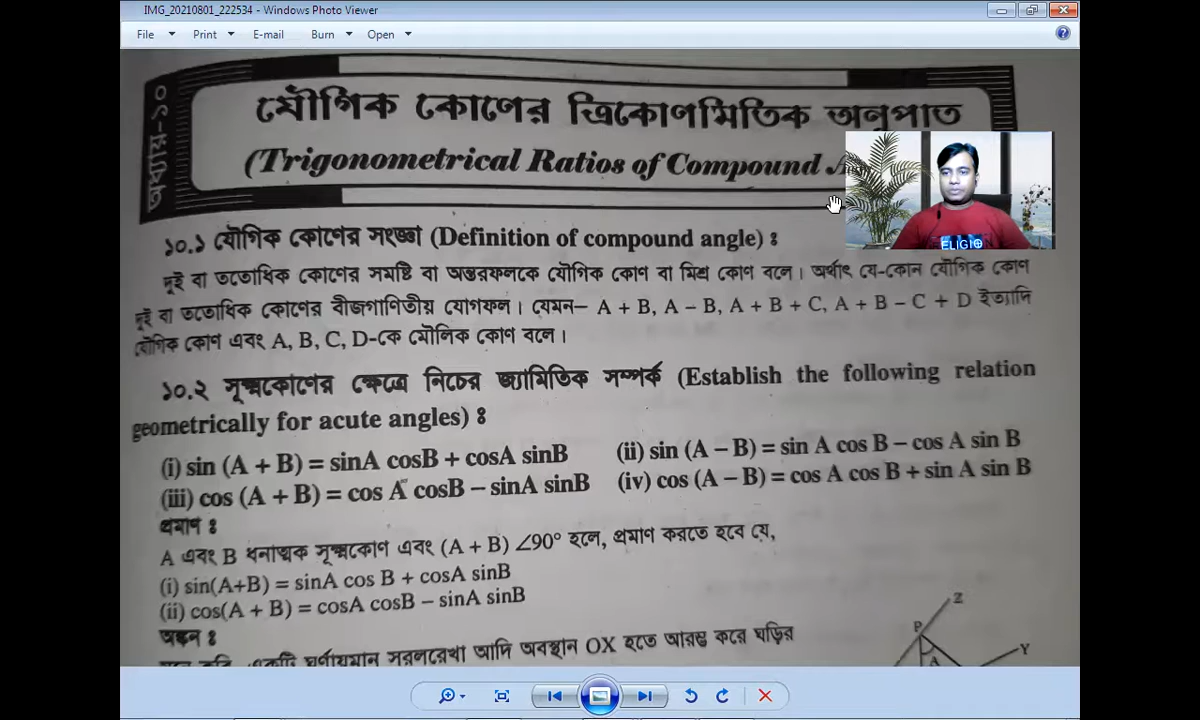 IMG_20210801_222534 - Windows Photo Viewer
File Print E-mail Burn Open
অধ্যায়-১০
যৌগিক কোণের ত্রিকোণমিতিক অনুপাত
(Trigonometrical Ratios of Compound
ELIGI
১০.১ যৌগিক কোণের সংজ্ঞা (Definition of compound angle) ঃ
দুই বা ততোধিক কোণের সমষ্টি বা অন্তরফলকে যৌগিক কোণ বা মিশ্র কোণ বলে। অর্থাৎ যে-কোন যৌগিক কোণ
দুই বা ততোধিক কোণের বীজগাণিতীয় যোগফল। যেমন– A + B, A – B, A + B + C, A + B – C + D ইত্যাদি
যৌগিক কোণ এবং A, B, C, D-কে মৌলিক কোণ বলে।
১০.২ সূক্ষ্মকোণের ক্ষেত্রে নিচের জ্যামিতিক সম্পর্ক (Establish the following relation
geometrically for acute angles) ঃ
(i) sin (A + B) = sinA cosB + cosA sinB (ii) sin (A – B) = sin A cos B – cos A sin B
(iii) cos (A + B) = cos A cosB – sinA sinB (iv) cos (A – B) = cos A cos B + sin A sin B
প্রমাণ ঃ
A এবং B ধনাত্মক সূক্ষ্মকোণ এবং (A + B) ∠90° হলে, প্রমাণ করতে হবে যে,
(i) sin(A+B) = sinA cos B + cosA sinB
(ii) cos(A + B) = cosA cosB – sinA sinB
অঙ্কন ঃ
মনে করি, একটি ঘূর্ণায়মান সরলরেখা আদি অবস্থান OX হতে আরম্ভ করে ঘড়ির
Z
P
Y
A